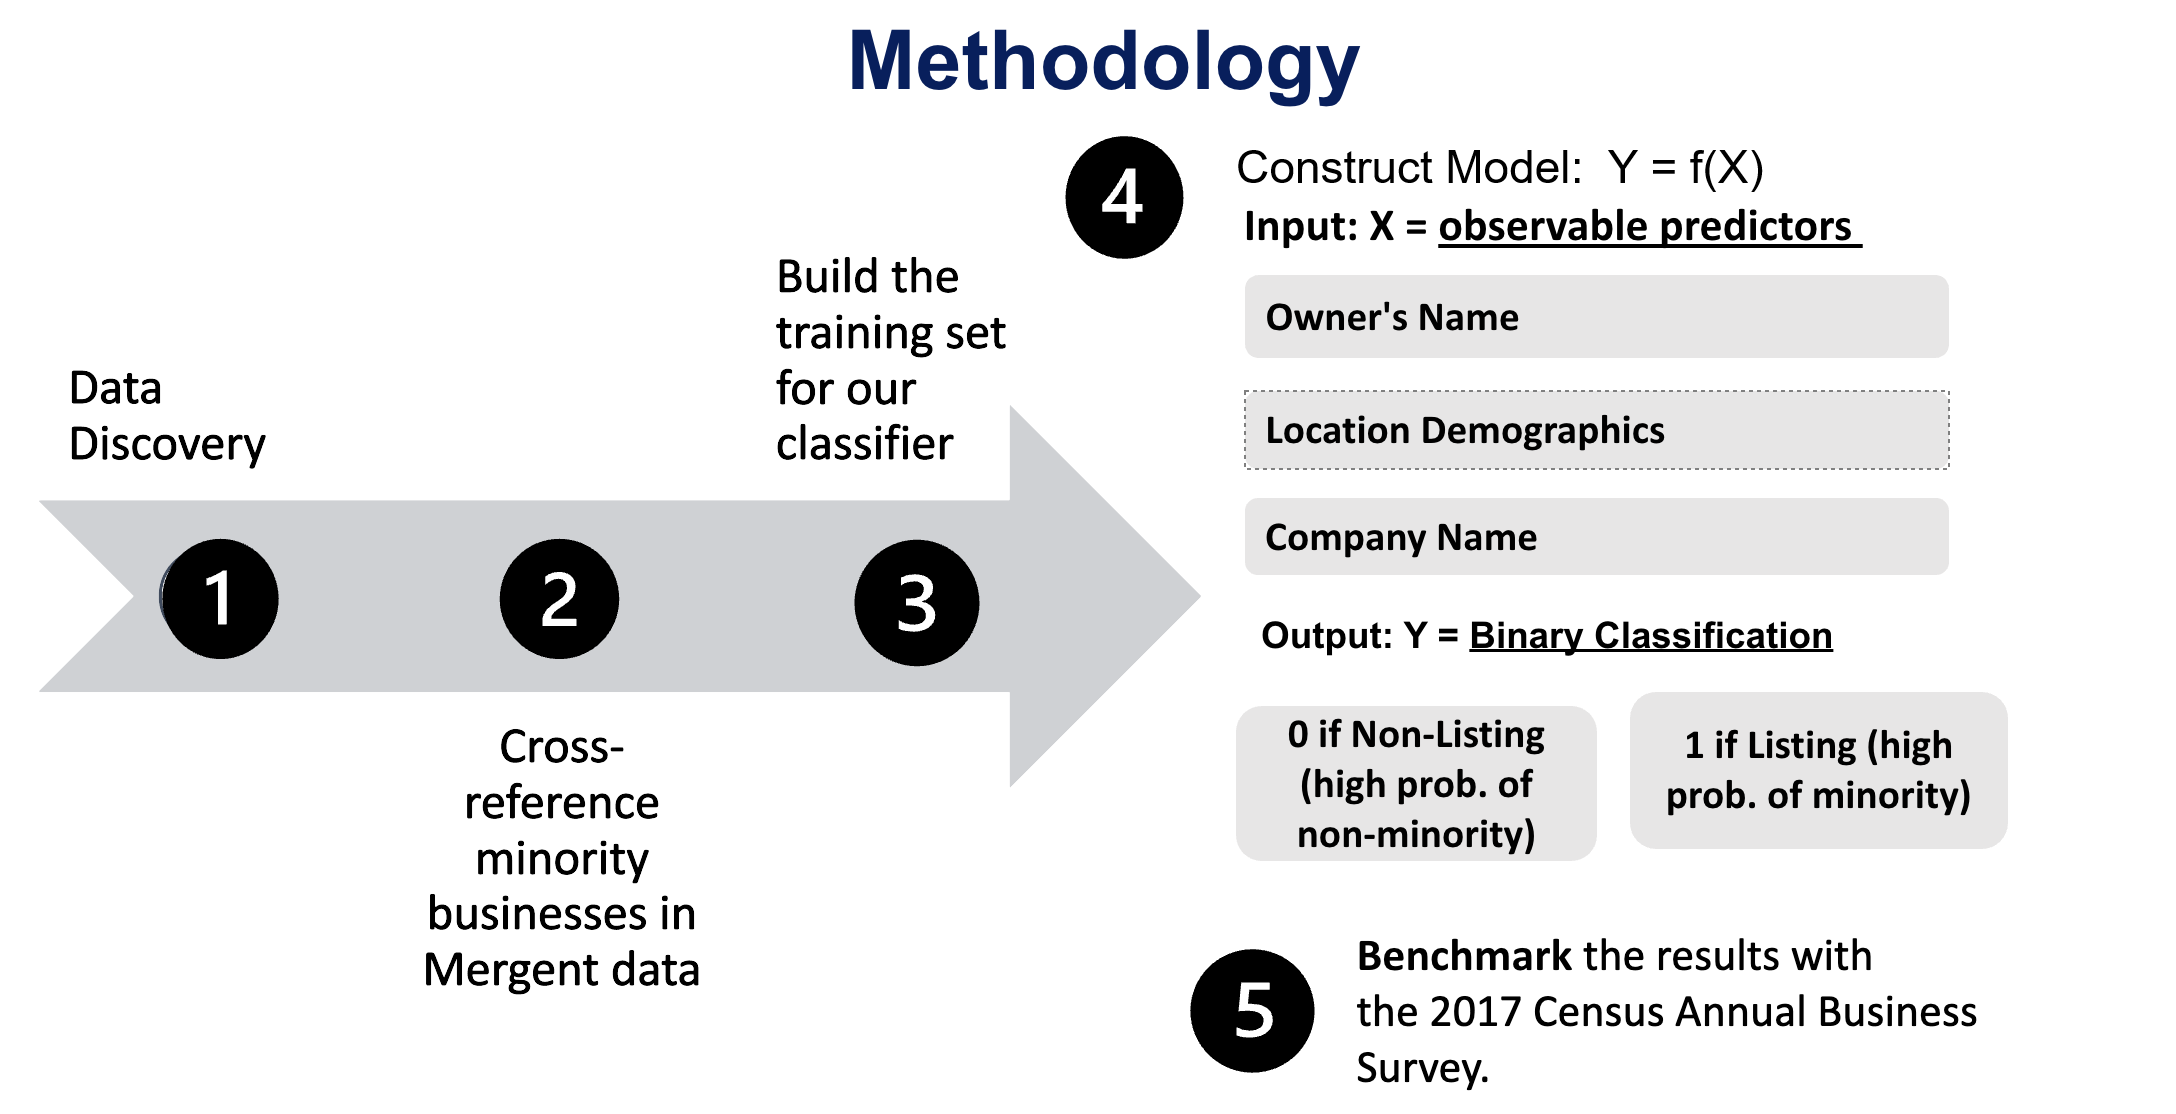 Methodology
Data
Discovery
1
2
Cross-
reference
minority
businesses in
Mergent data
Build the
training set
for our
classifier
3
4
Construct Model:  Y = f(X)
Input: X = observable predictors
Owner's Name
Location Demographics
Company Name
Output: Y = Binary Classification
0 if Non-Listing
(high prob. of
non-minority)
1 if Listing (high
prob. of minority)
5
Benchmark the results with
the 2017 Census Annual Business
Survey.